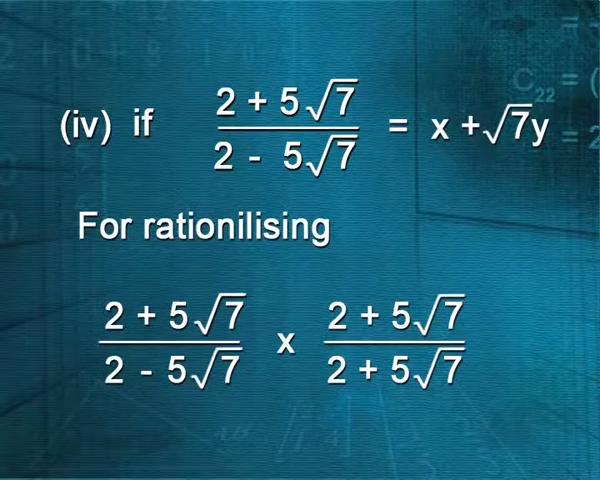 (iv) if (2 + 5√7)/(2 - 5√7) = x + √7y
For rationilising
(2 + 5√7)/(2 - 5√7) x (2 + 5√7)/(2 + 5√7)